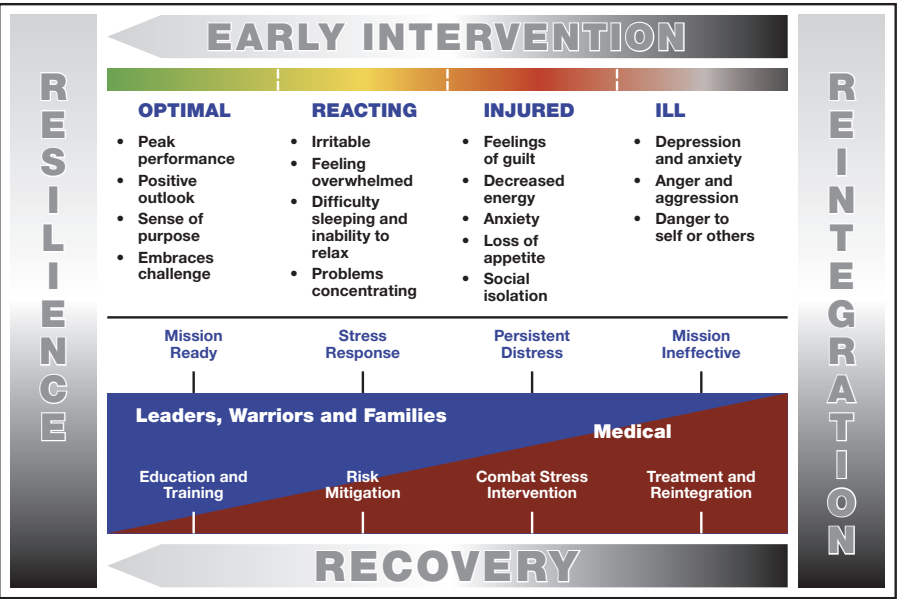 EARLY INTERVENTION
RESILIENCE
OPTIMAL
• Peak
performance
• Positive
outlook
• Sense of
purpose
• Embraces
challenge
REACTING
• Irritable
• Feeling
overwhelmed
• Difficulty
sleeping and
inability to
relax
• Problems
concentrating
INJURED
• Feelings
of guilt
• Decreased
energy
• Anxiety
• Loss of
appetite
• Social
isolation
ILL
• Depression
and anxiety
• Anger and
aggression
• Danger to
self or others
REINTEGRATION
Mission
Ready
Stress
Response
Persistent
Distress
Mission
Ineffective
Leaders, Warriors and Families
Medical
Education and
Training
Risk
Mitigation
Combat Stress
Intervention
Treatment and
Reintegration
RECOVERY